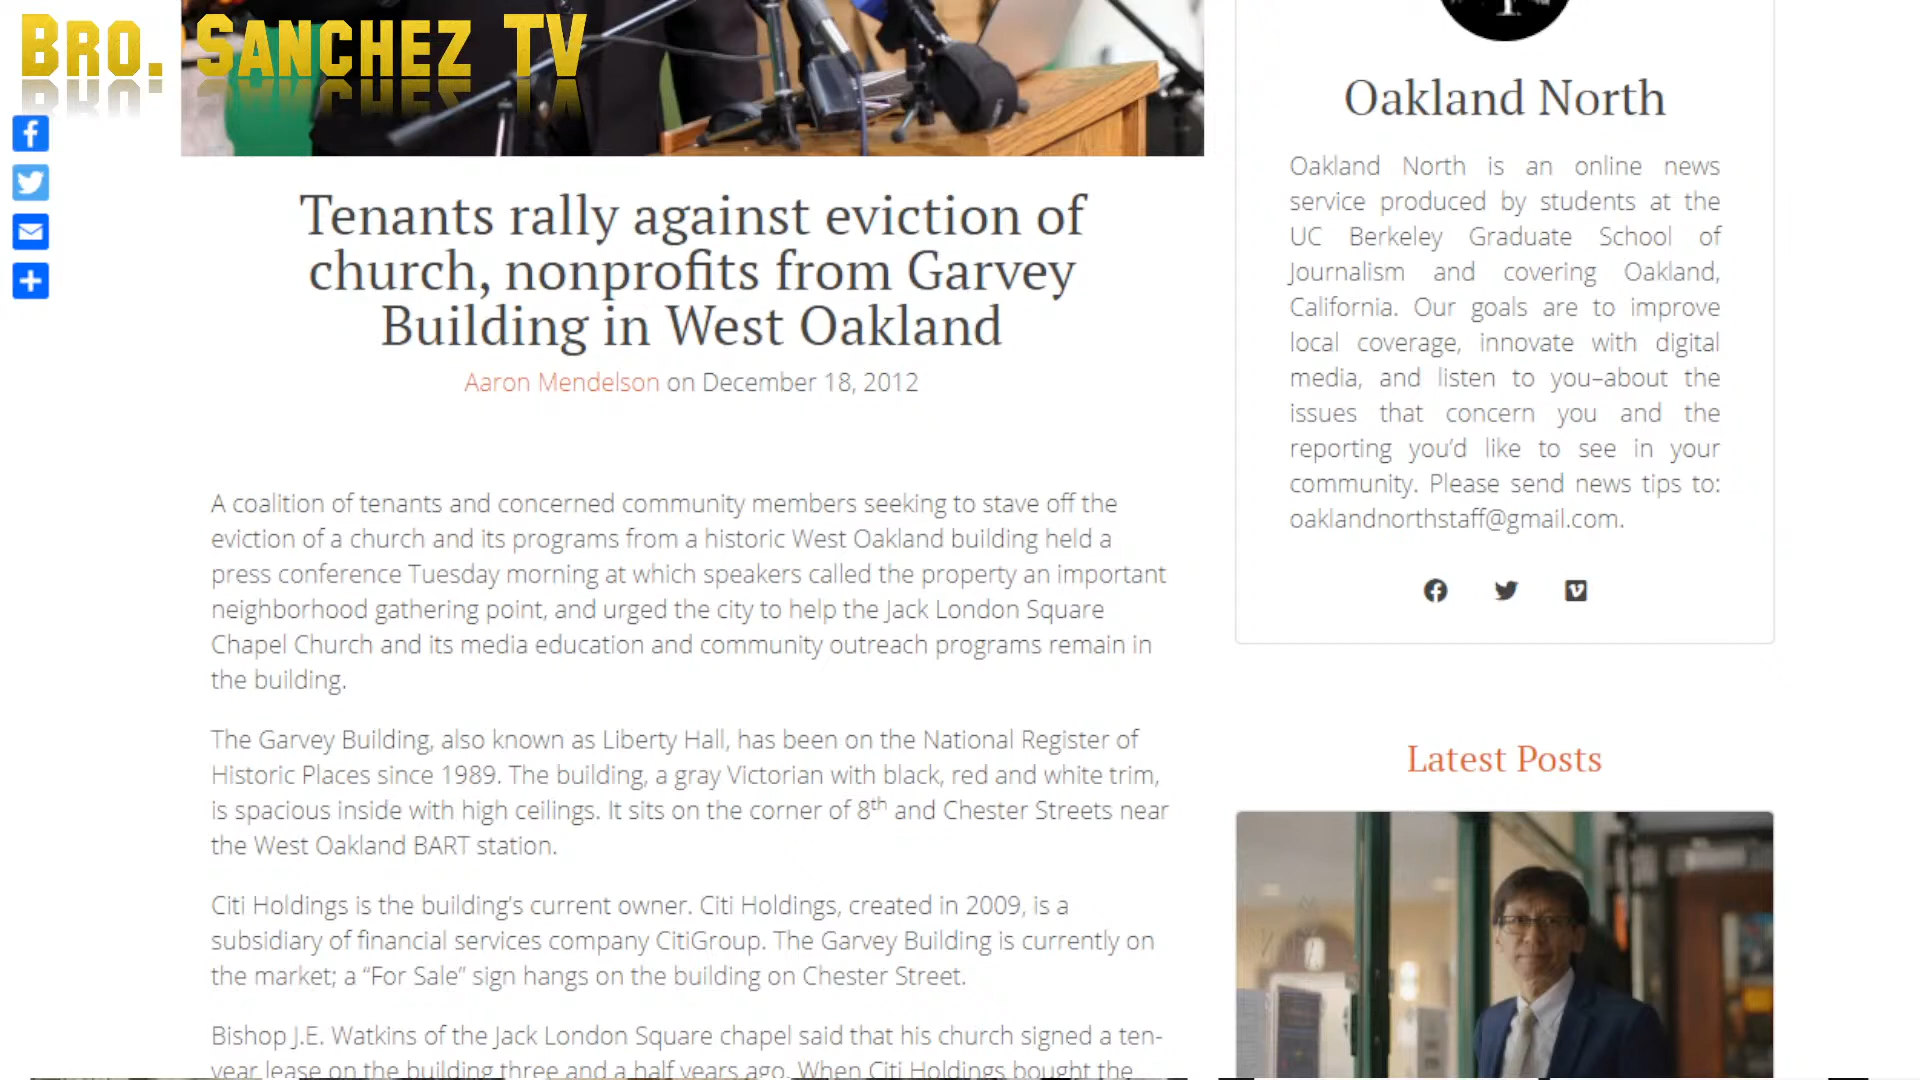 BRO. SANCHEZ TV
Tenants rally against eviction of
church, nonprofits from Garvey
Building in West Oakland
Aaron Mendelson on December 18, 2012
A coalition of tenants and concerned community members seeking to stave off the
eviction of a church and its programs from a historic West Oakland building held a
press conference Tuesday morning at which speakers called the property an important
neighborhood gathering point, and urged the city to help the Jack London Square
Chapel Church and its media education and community outreach programs remain in
the building.
The Garvey Building, also known as Liberty Hall, has been on the National Register of
Historic Places since 1989. The building, a gray Victorian with black, red and white trim,
is spacious inside with high ceilings. It sits on the corner of 8th and Chester Streets near
the West Oakland BART station.
Citi Holdings is the building's current owner. Citi Holdings, created in 2009, is a
subsidiary of financial services company CitiGroup. The Garvey Building is currently on
the market; a “For Sale” sign hangs on the building on Chester Street.
Bishop J.E. Watkins of the Jack London Square chapel said that his church signed a ten-
year lease on the building three and a half years ago. When Citi Holdings bought the
Oakland North
Oakland North is an online news
service produced by students at the
UC Berkeley Graduate School of
Journalism and covering Oakland,
California. Our goals are to improve
local coverage, innovate with digital
media, and listen to you–about the
issues that concern you and the
reporting you'd like to see in your
community. Please send news tips to:
oaklandnorthstaff@gmail.com.
Latest Posts